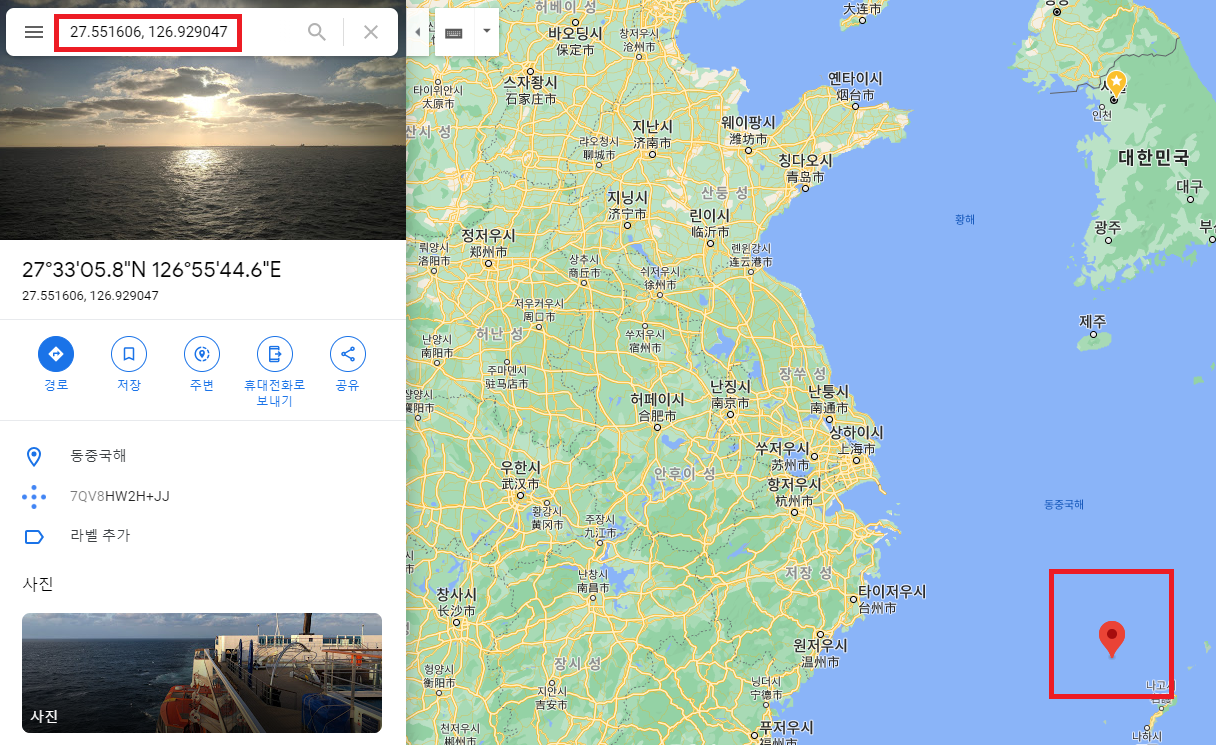 27.551606, 126.929047
27°33'05.8"N 126°55'44.6"E
27.551606, 126.929047
경로
저장
주변
휴대전화로
보내기
공유
동중국해
7QV8HW2H+JJ
라벨 추가
사진
사진
허베이 성
바오딩시
保定市
창저우시
沧州市
大连市
타이위안시
太原市
스자좡시
石家庄市
옌타이시
烟台市
산시 성
지난시
济南市
랴오청시
聊城市
웨이팡시
潍坊市
칭다오시
青岛市
인천
대한민국
대구
지닝시
济宁市
산둥 성
린이시
临沂市
황해
광주
뤄양시
洛阳市
정저우시
郑州市
상추시
商丘市
쉬저우시
徐州市
롄윈강시
连云港市
저우커우시
周口市
제주
난양시
南阳市
허난 성
쑤저우시
宿州市
주마뎬시
驻马店市
장쑤 성
샹양시
襄阳市
허페이시
合肥市
난징시
南京市
난퉁시
南通市
상하이시
上海市
쑤저우시
苏州市
우한시
武汉市
안후이 성
항저우시
杭州市
황강시
黄冈市
주장시
九江市
동중국해
저장 성
난창시
南昌市
창사시
长沙市
타이저우시
台州市
원저우시
温州市
장시 성
헝양시
衡阳市
지안시
吉安市
닝더시
宁德市
나고시
천저우시
郴州市
푸저우시
福州市
나하시